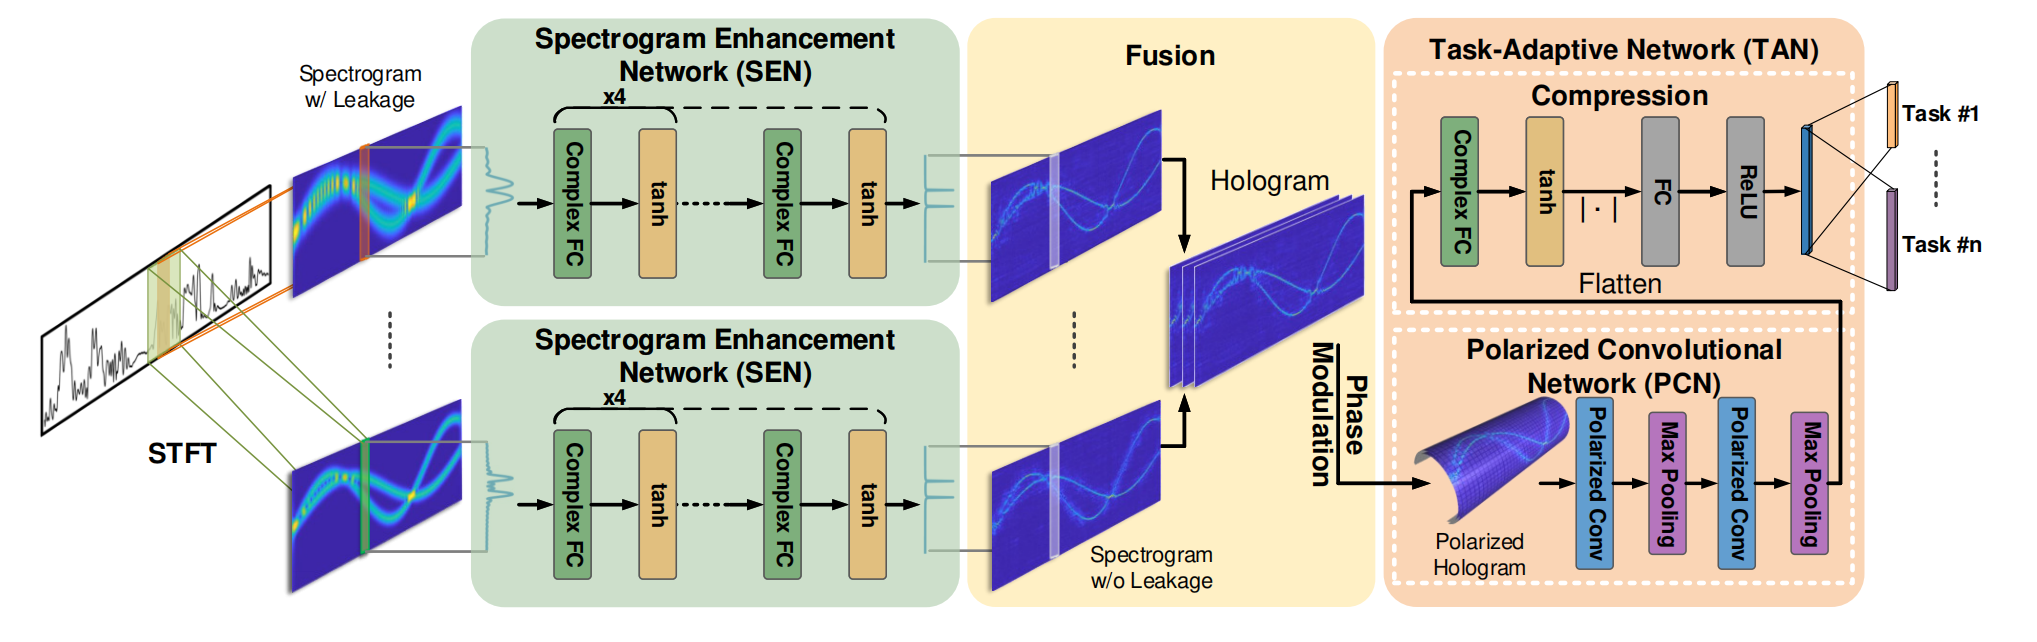 STFT
Spectrogram
w/ Leakage
Spectrogram Enhancement
Network (SEN)
x4
Complex FC
tanh
Complex FC
tanh
Spectrogram Enhancement
Network (SEN)
x4
Complex FC
tanh
Complex FC
tanh
Fusion
Hologram
Spectrogram
w/o Leakage
Phase
Modulation
Task-Adaptive Network (TAN)
Compression
Complex FC
tanh
| · |
FC
ReLU
Flatten
Polarized Convolutional
Network (PCN)
Polarized
Hologram
Polarized Conv
Max Pooling
Polarized Conv
Max Pooling
Task #1
Task #n